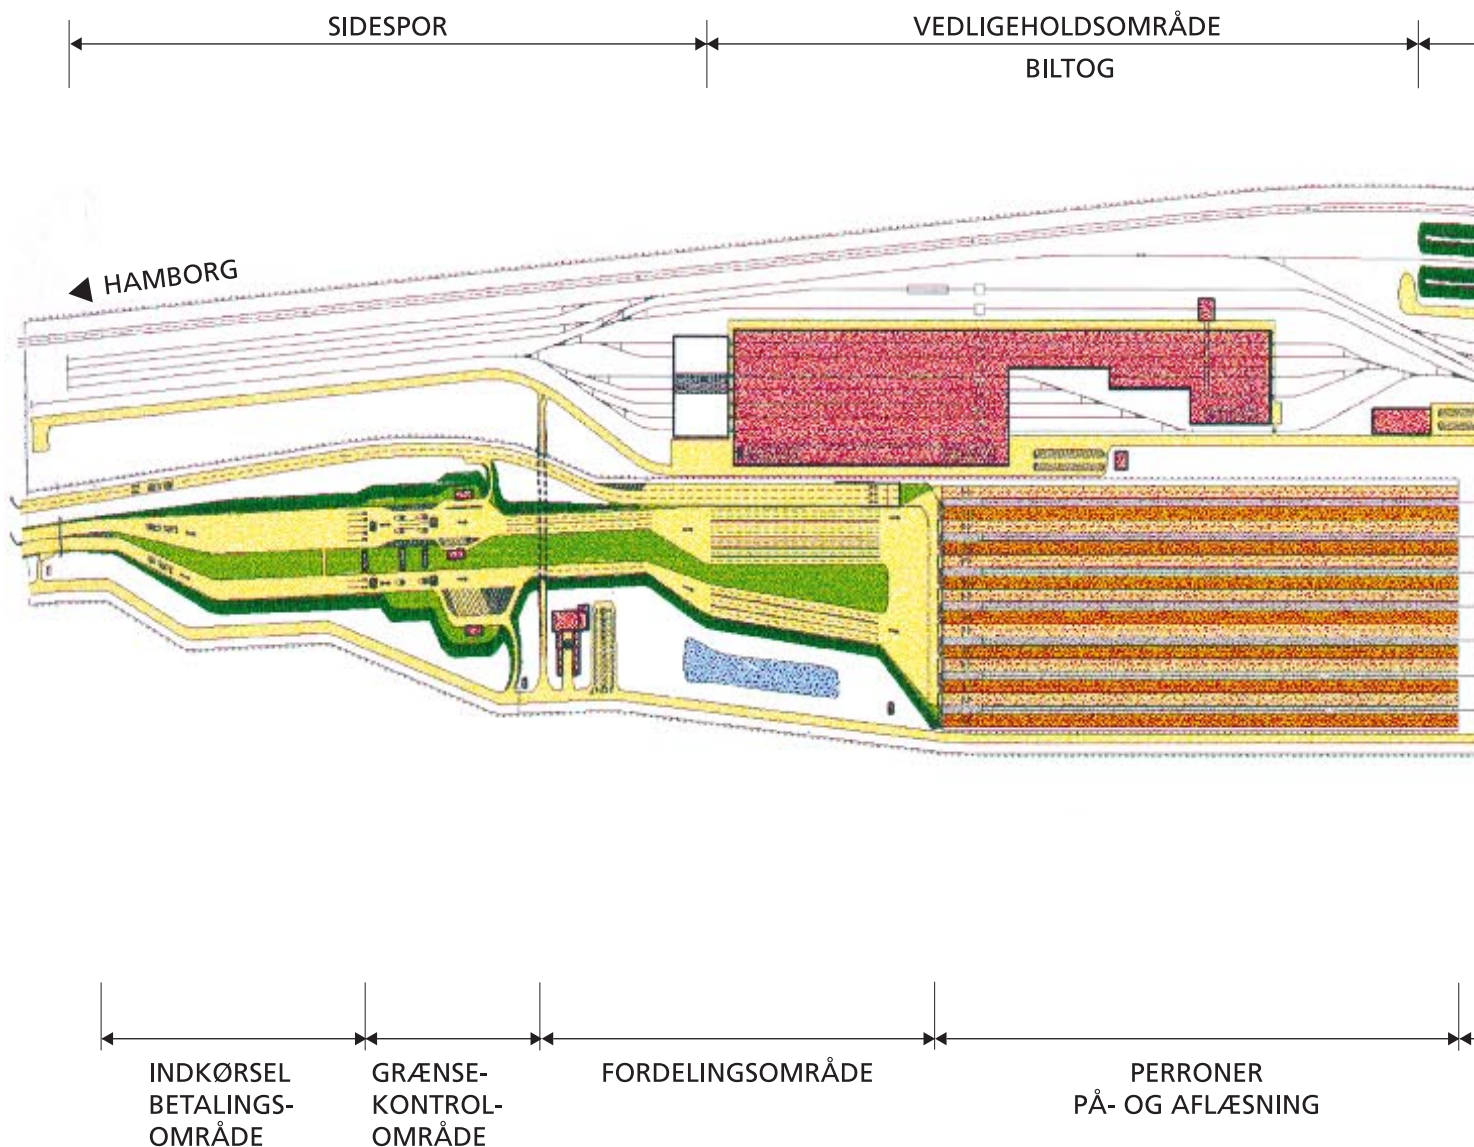 SIDESPOR
VEDLIGEHOLDSOMRÅDE
BILTOG
HAMBORG
INDKØRSEL
BETALINGS-
OMRÅDE
GRÆNSE-
KONTROL-
OMRÅDE
FORDELINGSOMRÅDE
PERRONER
PÅ- OG AFLÆSNING